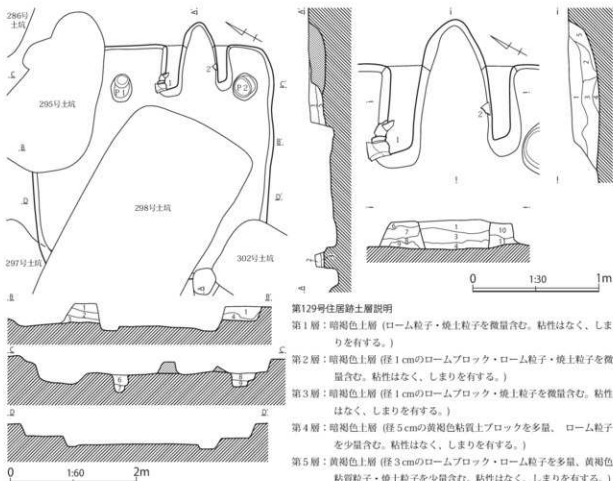 286号
土坑
295号土坑
297号土坑
298号土坑
302号土坑
P 1
P 2
1
2
A
A'
B
B'
C
C'
D
D'
0 1:30 1m
0 1:60 2m
第129号住居跡土層説明
第1層：暗褐色土層 (ローム粒子・焼土粒子を微量含む。粘性はなく、しま
りを有する。)
第2層：暗褐色土層 (径1cmのロームブロック・ローム粒子・焼土粒子を微
量含む。粘性はなく、しまりを有する。)
第3層：暗褐色土層 (径1cmのロームブロック・焼土粒子を微量含む。粘性
はなく、しまりを有する。)
第4層：暗褐色土層 (径5cmの黄褐色粘質土ブロックを多量、 ローム粒子
を少量含む。粘性はなく、しまりを有する。)
第5層：黄褐色土層 (径3cmのロームブロック・ローム粒子を多量、黄褐色
粘質粒子・焼土粒子を少量含む。粘性はなく、しまりを有する。)